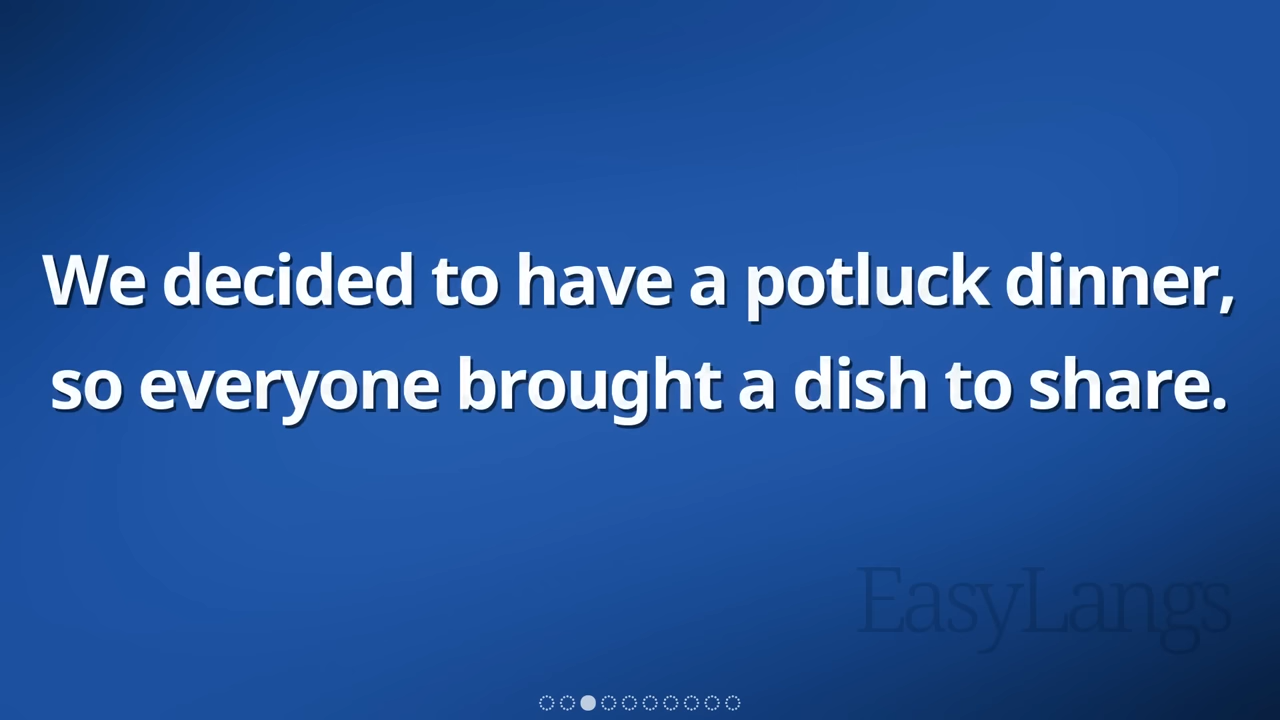 We decided to have a potluck dinner,
so everyone brought a dish to share.
EasyLangs